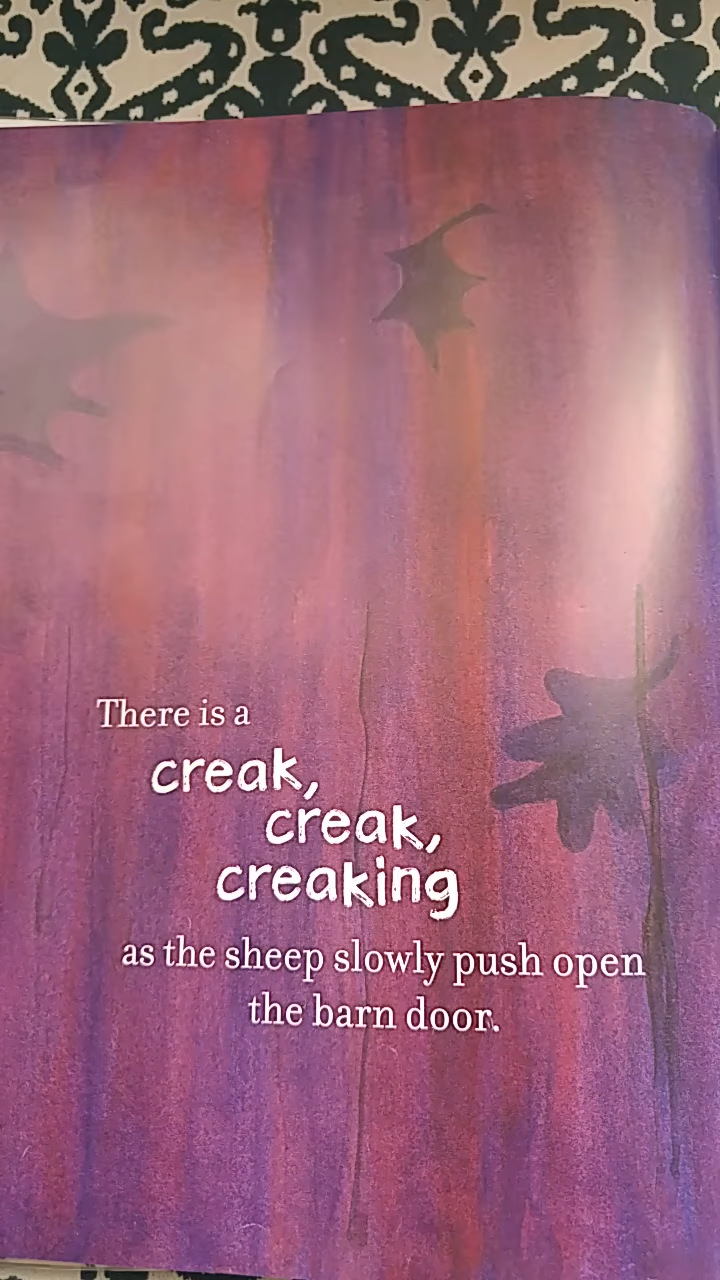 There is a
creak,
creak,
creaking
as the sheep slowly push open
the barn door.